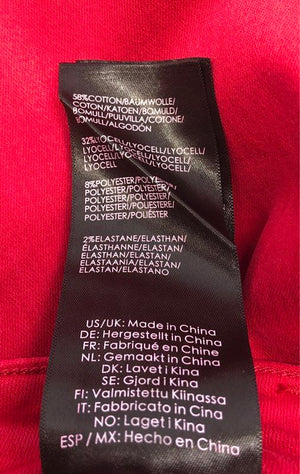 58%COTTON/BAUMWOLLE/
COTON/KATOEN/BOMULD/
BOMULL/PUUVILLA/COTONE/
BOMULL/ALGODÓN
32%LYOCELL/LYOCELL/
LYOCELL/LYOCELL/LYOCELL/
LYOCELL/LYOCELL/LYOCELL/
LYOCELL
8%POLYESTER/POLYESTER/
POLYESTER/POLYESTER/
POLYESTER/POLYESTER/
POLYESTERI/POLIESTERE/
POLYESTER/POLIÉSTER
2%ELASTANE/ELASTHAN/
ÉLASTHANNE/ELASTHAN/
ELASTAN/ELASTAN/
ELASTAANIA/ELASTAN/
ELASTAN/ELASTANO
US/UK: Made in China
DE: Hergestellt in China
FR: Fabriqué en Chine
NL: Gemaakt in China
DK: Lavet i Kina
SE: Gjord i Kina
FI: Valmistettu Kiinassa
IT: Fabbricato in Cina
NO: Laget i Kina
ESP / MX: Hecho en China